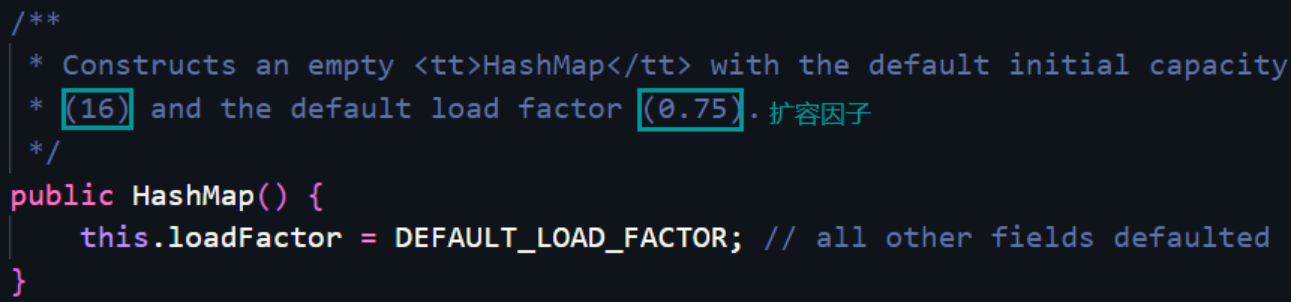 /**
 * Constructs an empty <tt>HashMap</tt> with the default initial capacity
 * (16) and the default load factor (0.75). 扩容因子
 */
public HashMap() {
    this.loadFactor = DEFAULT_LOAD_FACTOR; // all other fields defaulted
}